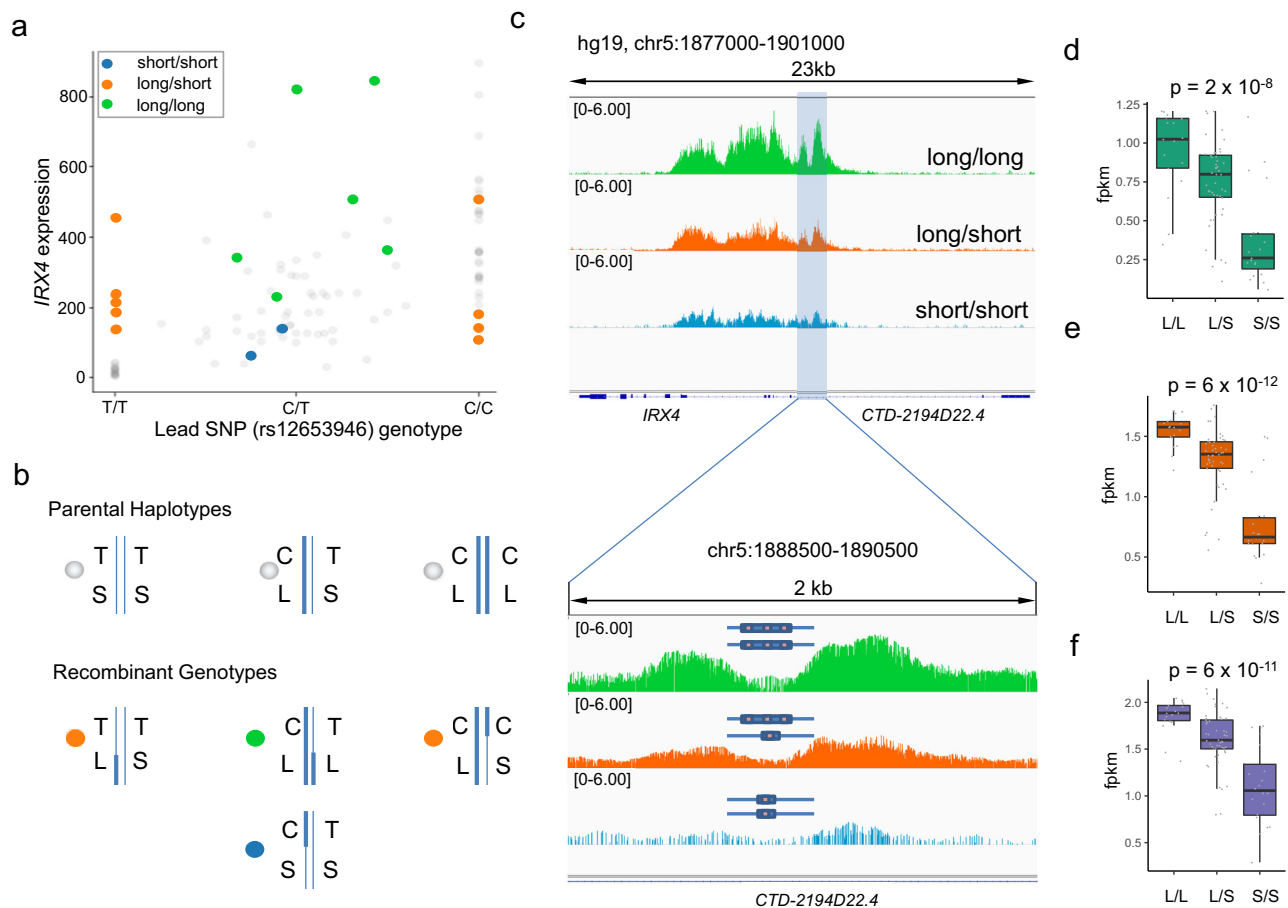 a
short/short
long/short
long/long
800
600
400
200
0
IRX4 expression
T/T C/T C/C
Lead SNP (rs12653946) genotype
b
Parental Haplotypes
T T C T C C
S S L S L L
Recombinant Genotypes
T T C T C C
L S L L L S
C T
S S
c
hg19, chr5:1877000-1901000
23kb
[0-6.00]
long/long
[0-6.00]
long/short
[0-6.00]
short/short
IRX4 CTD-2194D22.4
chr5:1888500-1890500
2 kb
[0-6.00]
[0-6.00]
[0-6.00]
CTD-2194D22.4
d
p = 2 x 10-8
1.25
1.00
0.75
0.50
0.25
fpkm
L/L L/S S/S
e
p = 6 x 10-12
1.5
1.0
0.5
fpkm
L/L L/S S/S
f
p = 6 x 10-11
2.0
1.5
1.0
0.5
fpkm
L/L L/S S/S